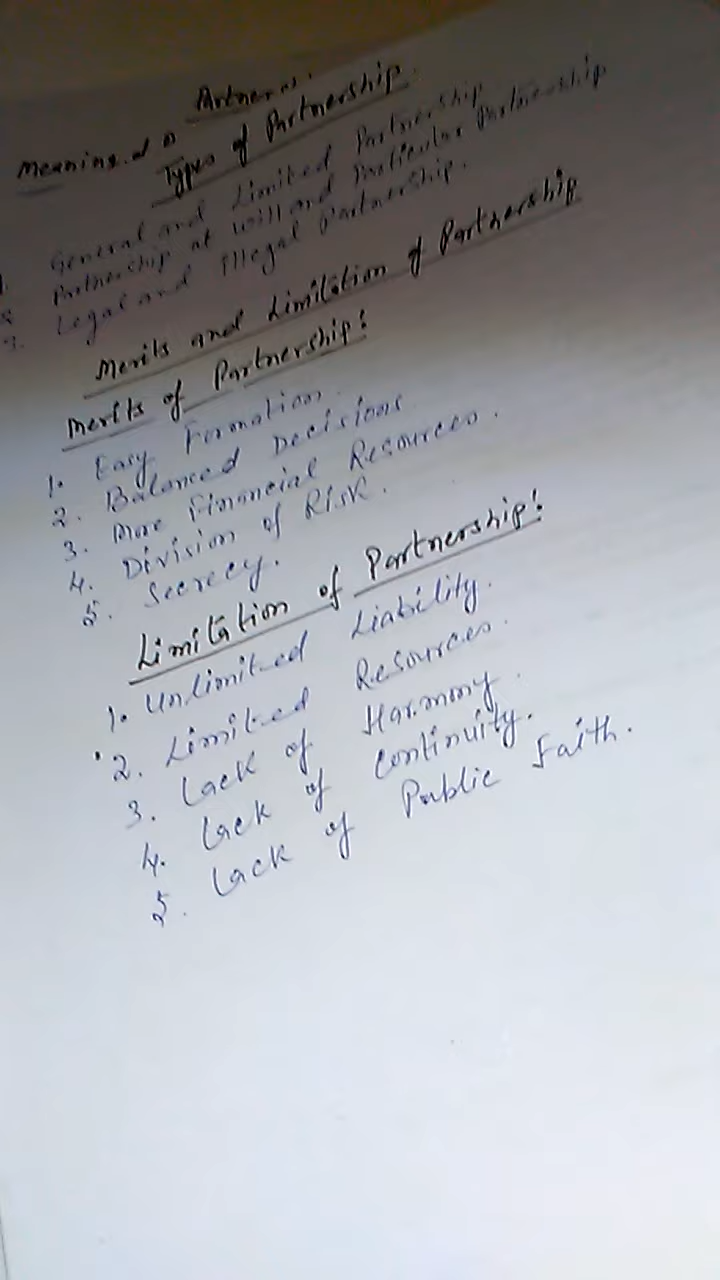 Types of Partnership.
1. General and Limited Partnership
2. Partnership at will and Particular Partnership
3. Legal and Illegal Partnership.
Merits and Limitation of Partnership
Merits of Partnership:
1. Easy Formation.
2. Balanced Decisions
3. More Financial Resources.
4. Division of Risk.
5. Secrecy.
Limitation of Partnership:
1. Unlimited Liability.
2. Limited Resources.
3. Lack of Harmony.
4. Lack of continuity.
5. Lack of Public Faith.